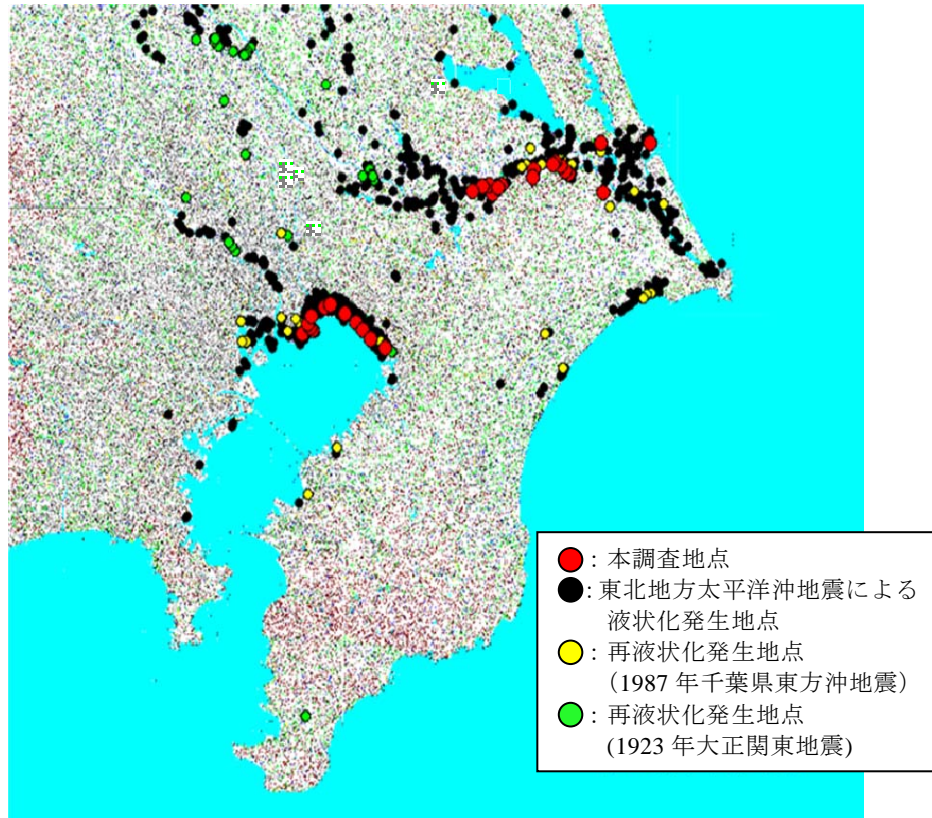 ：本調査地点
：東北地方太平洋沖地震による
液状化発生地点
：再液状化発生地点
（1987 年千葉県東方沖地震）
：再液状化発生地点
(1923 年大正関東地震)